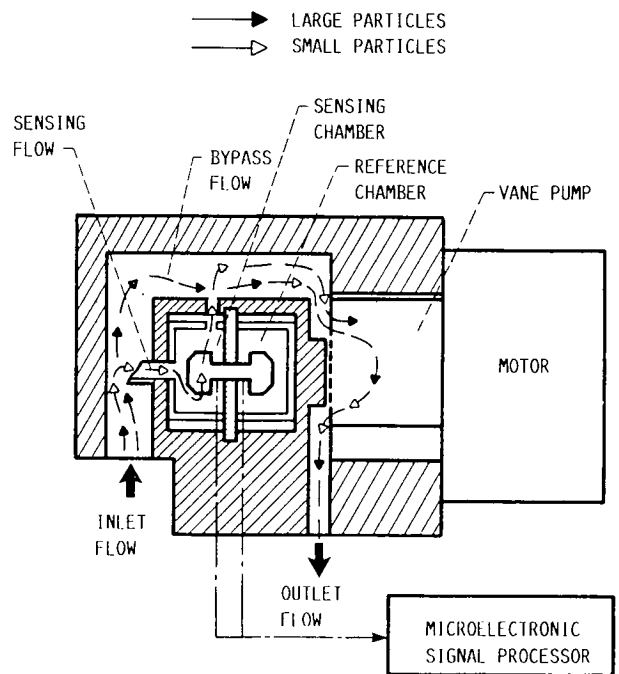 LARGE PARTICLES
SMALL PARTICLES
SENSING
FLOW
BYPASS
FLOW
SENSING
CHAMBER
REFERENCE
CHAMBER
VANE PUMP
MOTOR
INLET
FLOW
OUTLET
FLOW
MICROELECTRONIC
SIGNAL PROCESSOR